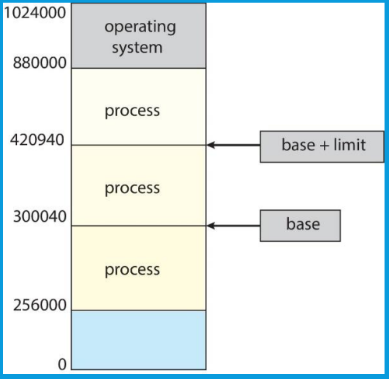 1024000
operating
system
880000
process
420940
base + limit
process
300040
base
process
256000
0